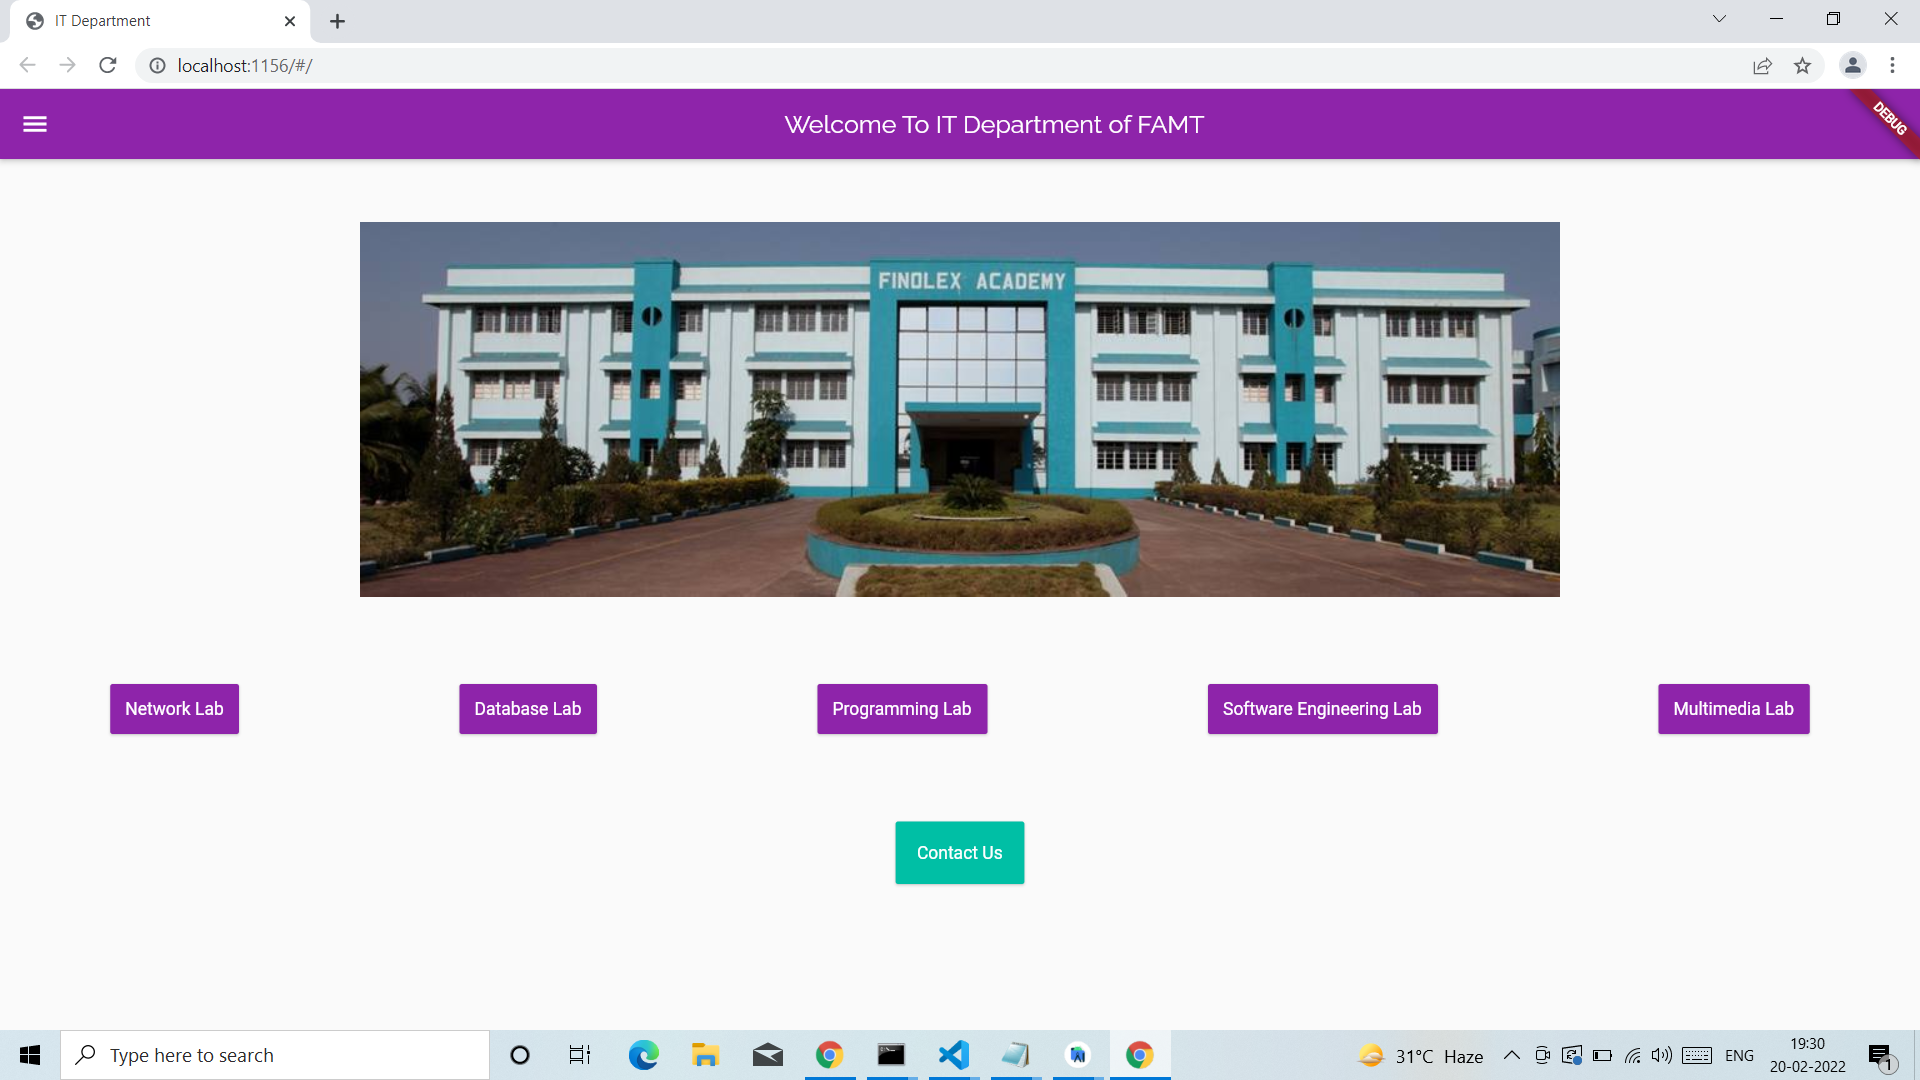 IT Department
localhost:1156/#/
Welcome To IT Department of FAMT
DEBUG
FINOLEX ACADEMY
Network Lab
Database Lab
Programming Lab
Software Engineering Lab
Multimedia Lab
Contact Us
Type here to search
31°C Haze
ENG
19:30
20-02-2022
1